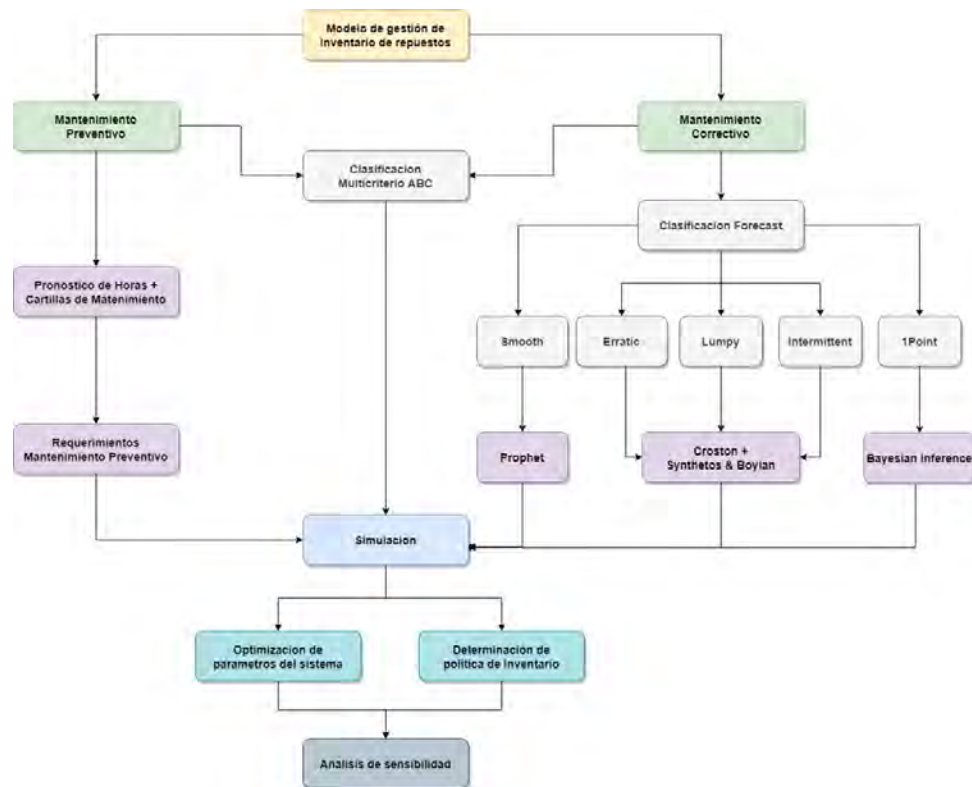 Modelo de gestión de
Inventario de repuestos
Mantenimiento
Preventivo
Mantenimiento
Correctivo
Clasificacion
Multicriterio ABC
Clasificacion Forecast
Pronostico de Horas +
Cartillas de Matenimiento
Smooth
Erratic
Lumpy
Intermittent
1Point
Requerimientos
Mantenimiento Preventivo
Prophet
Croston +
Synthetos & Boylan
Bayesian Inference
Simulacion
Optimizacion de
parametros del sistema
Determinación de
política de Inventario
Análisis de sensibilidad